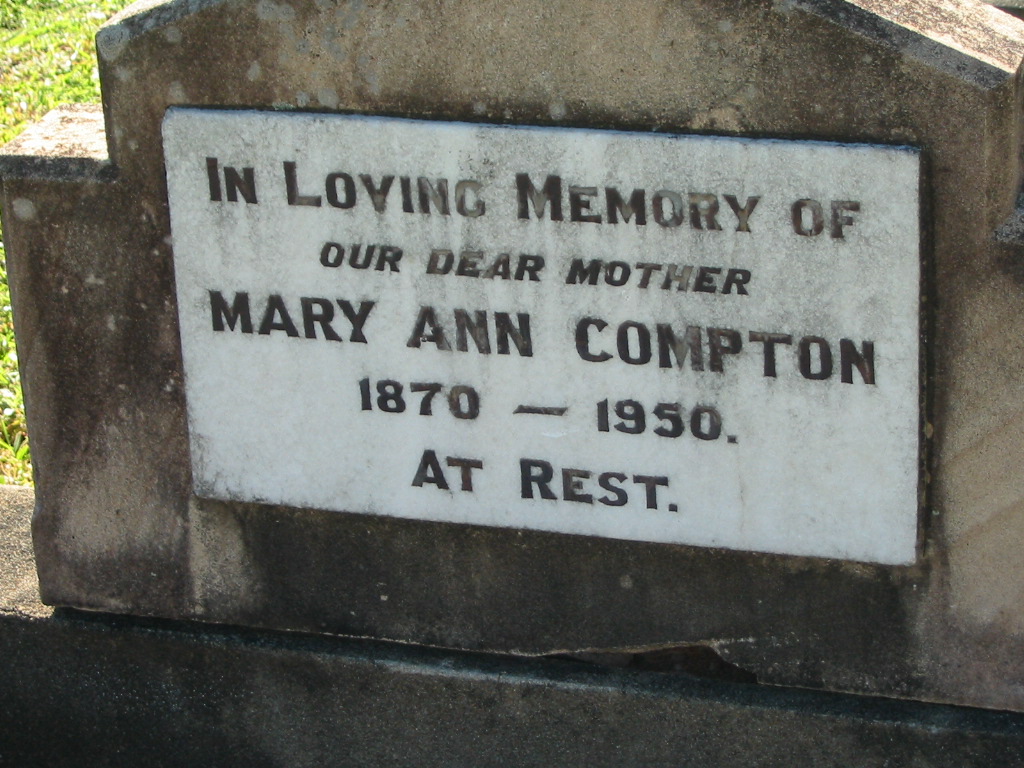 IN LOVING MEMORY OF
OUR DEAR MOTHER
MARY ANN COMPTON
1870 — 1950.
AT REST.